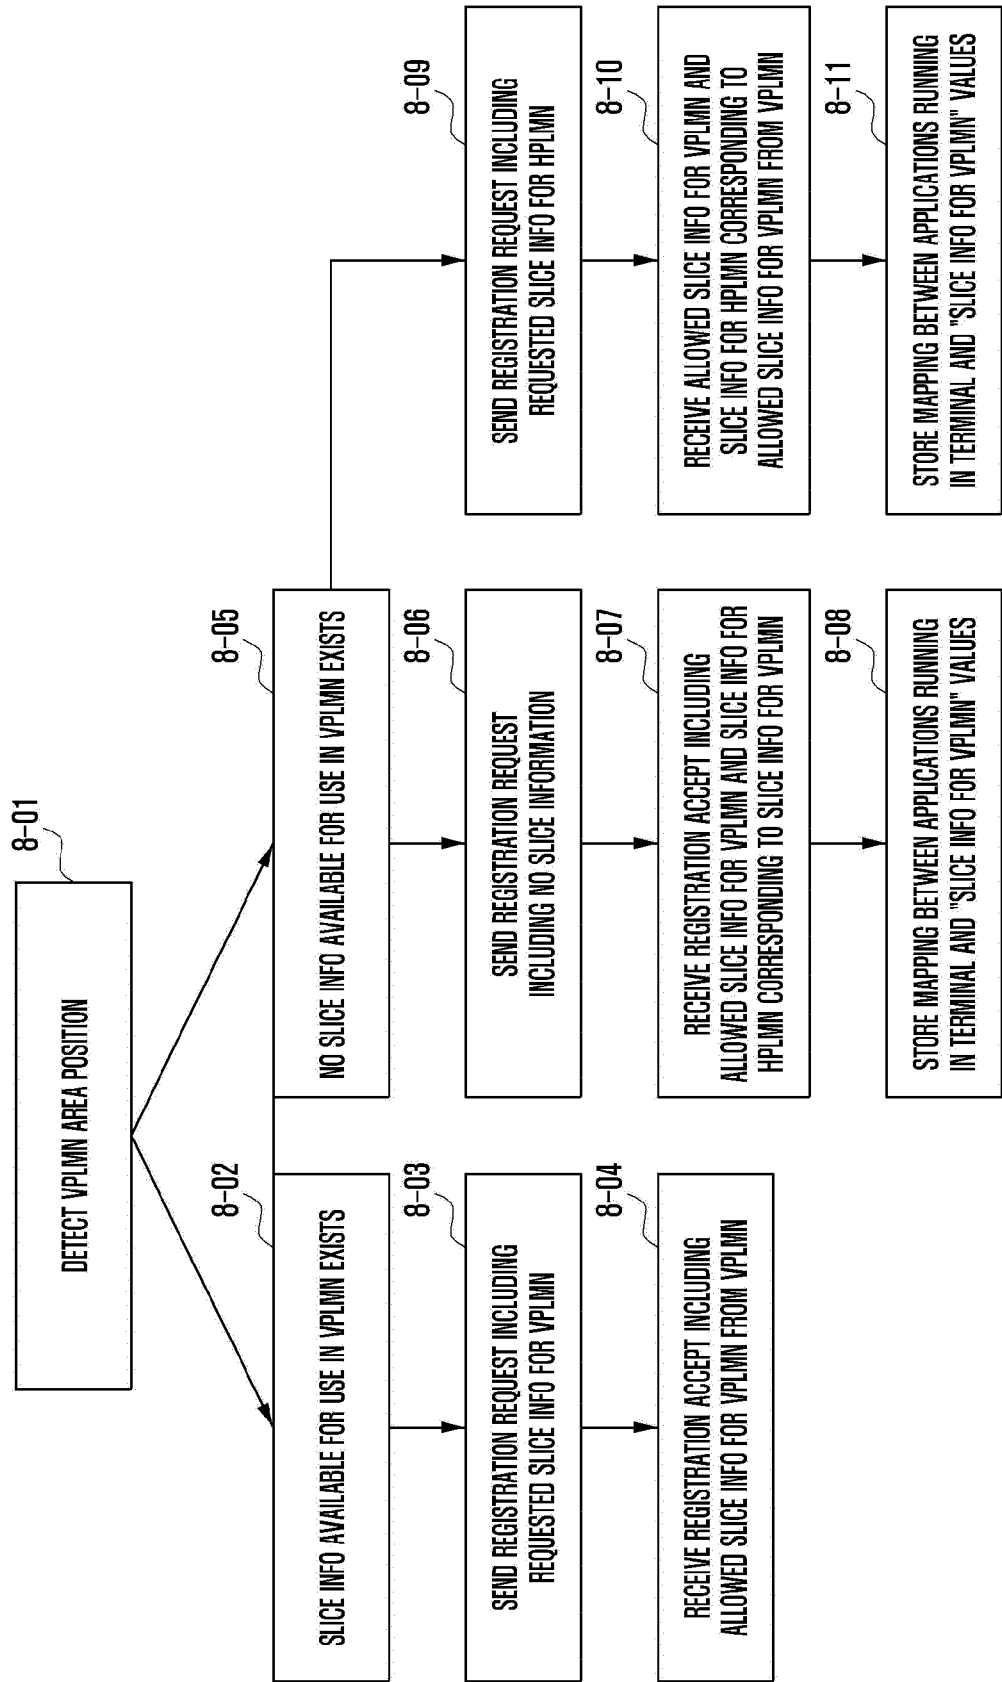 8-01
DETECT VPLMN AREA POSITION
8-02
SLICE INFO AVAILABLE FOR USE IN VPLMN EXISTS
8-03
SEND REGISTRATION REQUEST INCLUDING
REQUESTED SLICE INFO FOR VPLMN
8-04
RECEIVE REGISTRATION ACCEPT INCLUDING
ALLOWED SLICE INFO FOR VPLMN FROM VPLMN
8-05
NO SLICE INFO AVAILABLE FOR USE IN VPLMN EXISTS
8-06
SEND REGISTRATION REQUEST
INCLUDING NO SLICE INFORMATION
8-07
RECEIVE REGISTRATION ACCEPT INCLUDING
ALLOWED SLICE INFO FOR VPLMN AND SLICE INFO FOR
HPLMN CORRESPONDING TO SLICE INFO FOR VPLMN
8-08
STORE MAPPING BETWEEN APPLICATIONS RUNNING
IN TERMINAL AND "SLICE INFO FOR VPLMN" VALUES
8-09
SEND REGISTRATION REQUEST INCLUDING
REQUESTED SLICE INFO FOR HPLMN
8-10
RECEIVE ALLOWED SLICE INFO FOR VPLMN AND
SLICE INFO FOR HPLMN CORRESPONDING TO
ALLOWED SLICE INFO FOR VPLMN FROM VPLMN
8-11
STORE MAPPING BETWEEN APPLICATIONS RUNNING
IN TERMINAL AND "SLICE INFO FOR VPLMN" VALUES